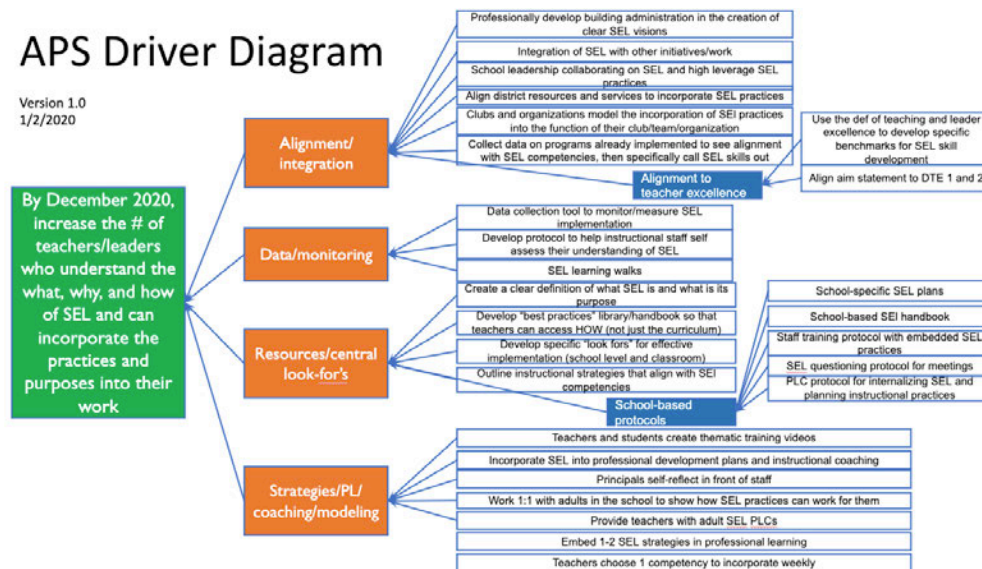 APS Driver Diagram
Version 1.0
1/2/2020
By December 2020,
increase the # of
teachers/leaders
who understand the
what, why, and how
of SEL and can
incorporate the
practices and
purposes into their
work
Alignment/
integration
Professionally develop building administration in the creation of
clear SEL visions
Integration of SEL with other initiatives/work
School leadership collaborating on SEL and high leverage SEL
practices
Align district resources and services to incorporate SEL practices
Clubs and organizations model the incorporation of SEl practices
into the function of their club/team/organization
Collect data on programs already implemented to see alignment
with SEL competencies, then specifically call SEL skills out
Alignment to
teacher excellence
Use the def of teaching and leader
excellence to develop specific
benchmarks for SEL skill
development
Align aim statement to DTE 1 and 2
Data/monitoring
Data collection tool to monitor/measure SEL
implementation
Develop protocol to help instructional staff self
assess their understanding of SEL
SEL learning walks
Resources/central
look-for's
Create a clear definition of what SEL is and what is its
purpose
Develop "best practices" library/handbook so that
teachers can access HOW (not just the curriculum)
Develop specific "look fors" for effective
implementation (school level and classroom)
Outline instructional strategies that align with SEl
competencies
School-based
protocols
School-specific SEL plans
School-based SEl handbook
Staff training protocol with embedded SEL
practices
SEL questioning protocol for meetings
PLC protocol for internalizing SEL and
planning instructional practices
Strategies/PL/
coaching/modeling
Teachers and students create thematic training videos
Incorporate SEL into professional development plans and instructional coaching
Principals self-reflect in front of staff
Work 1:1 with adults in the school to show how SEL practices can work for them
Provide teachers with adult SEL PLCs
Embed 1-2 SEL strategies in professional learning
Teachers choose 1 competency to incorporate weekly